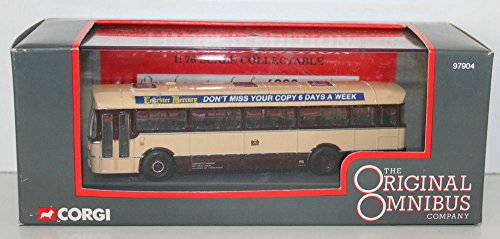 97904
1:76 SCALE COLLECTABLE
Leicester Mercury DON'T MISS YOUR COPY 6 DAYS A WEEK
THE
ORIGINAL
OMNIBUS
COMPANY
CORGI